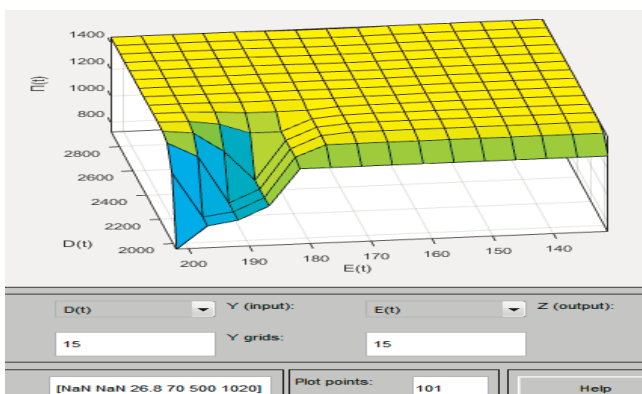 1400
1200
1000
800
Π(t)
2800
2600
2400
2200
2000
D(t)
200
190
180
170
160
150
140
E(t)
D(t) Y (input): E(t) Z (output):
15 Y grids: 15
[NaN NaN 26.8 70 500 1020] Plot points: 101 Help